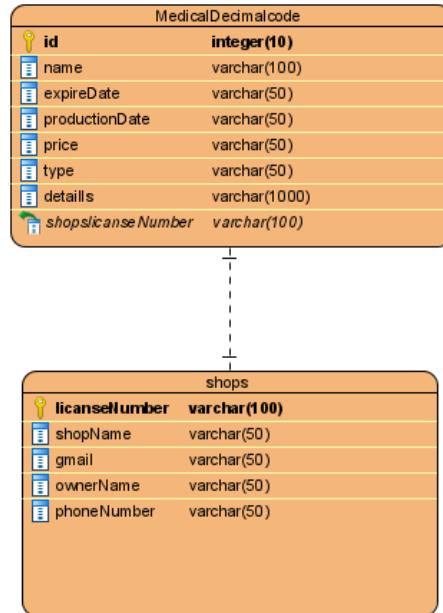 MedicalDecimalcode
id integer(10)
name varchar(100)
expireDate varchar(50)
productionDate varchar(50)
price varchar(50)
type varchar(50)
detaills varchar(1000)
shopslicanseNumber varchar(100)
shops
licanseNumber varchar(100)
shopName varchar(50)
gmail varchar(50)
ownerName varchar(50)
phoneNumber varchar(50)